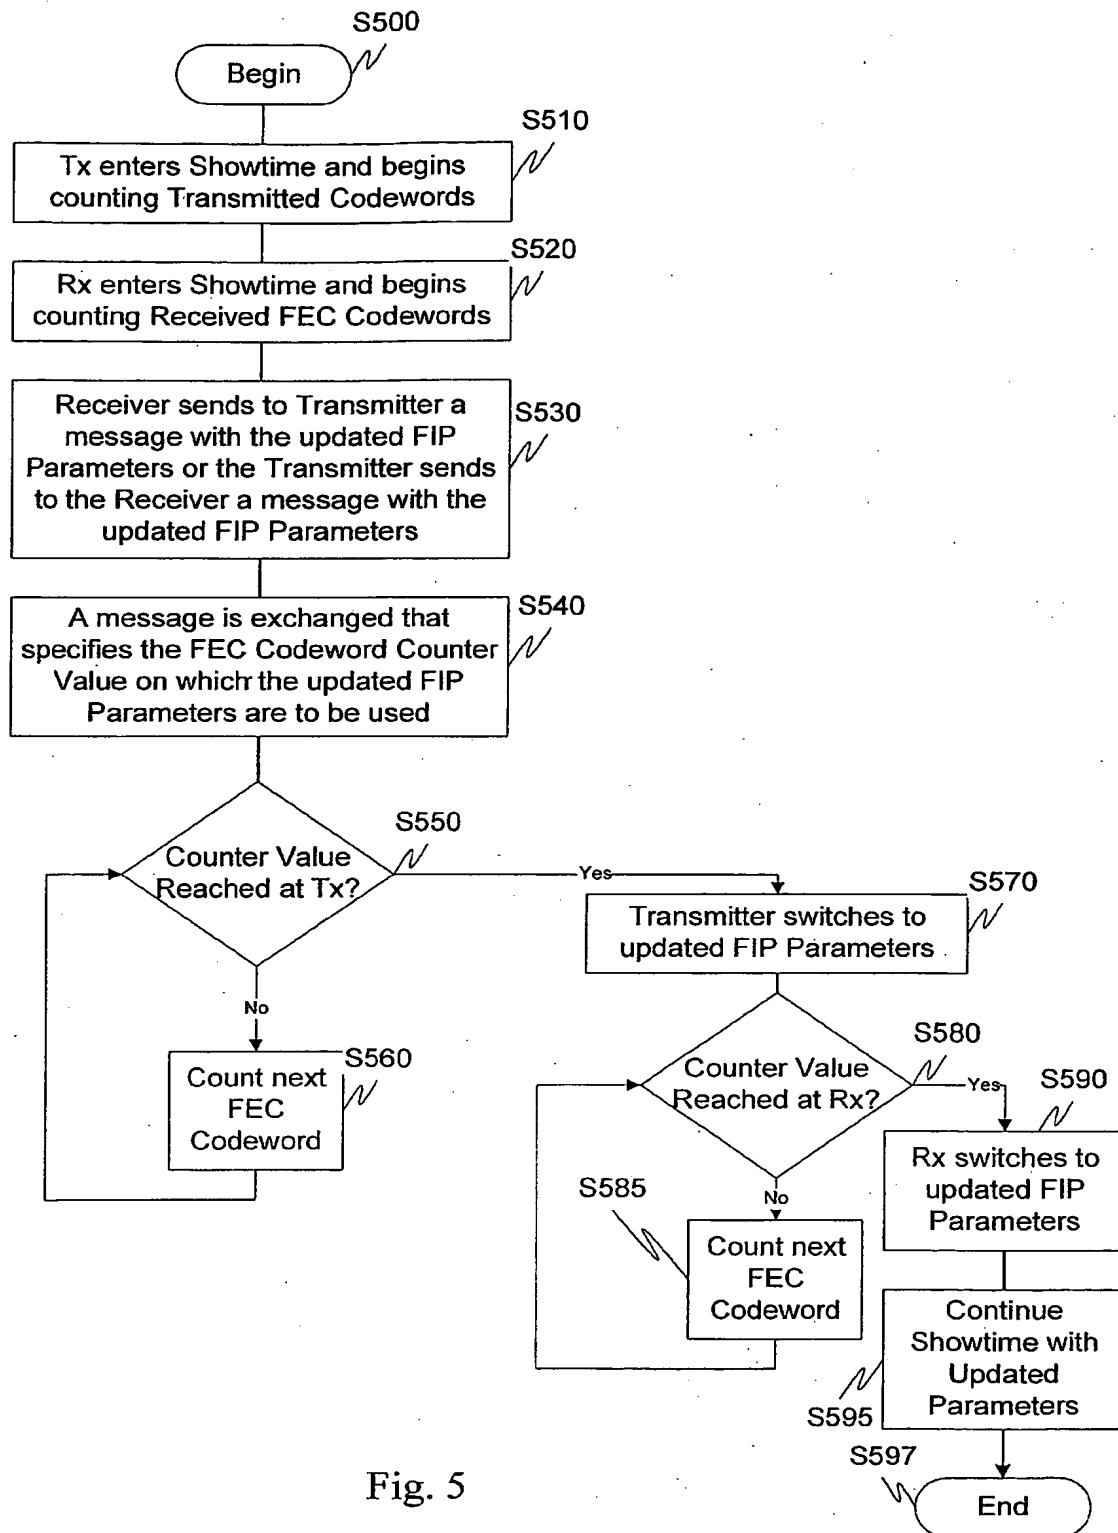 S500
Begin
S510
Tx enters Showtime and begins
counting Transmitted Codewords
S520
Rx enters Showtime and begins
counting Received FEC Codewords
S530
Receiver sends to Transmitter a
message with the updated FIP
Parameters or the Transmitter sends
to the Receiver a message with the
updated FIP Parameters
S540
A message is exchanged that
specifies the FEC Codeword Counter
Value on which the updated FIP
Parameters are to be used
S550
Counter Value
Reached at Tx?
Yes
No
S560
Count next
FEC
Codeword
S570
Transmitter switches to
updated FIP Parameters
S580
Counter Value
Reached at Rx?
Yes
No
S585
Count next
FEC
Codeword
S590
Rx switches to
updated FIP
Parameters
Continue
Showtime with
Updated
Parameters
S595
S597
End
Fig. 5